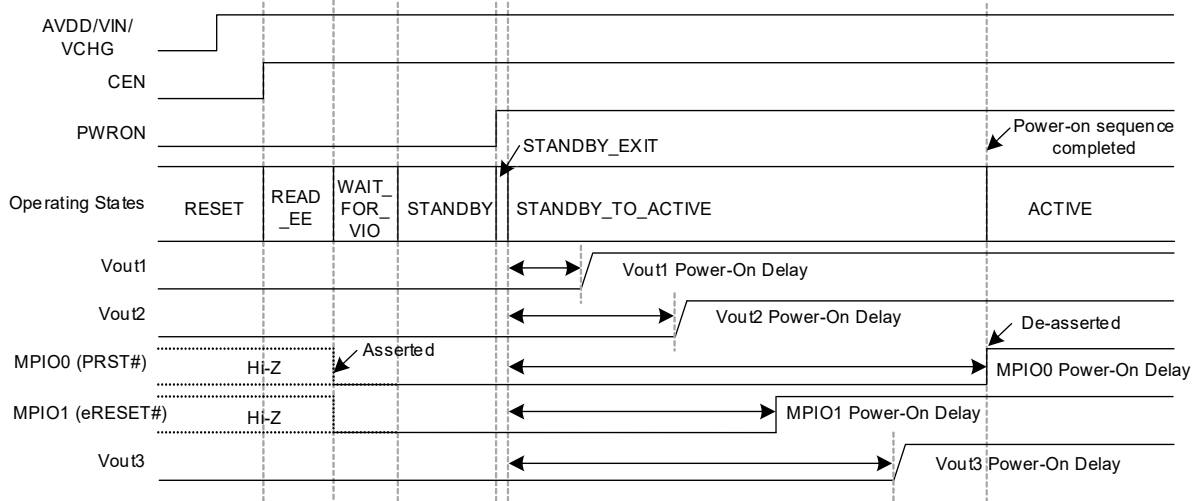 AVDD/VIN/
VCHG
CEN
PWRON
STANDBY_EXIT
Power-on sequence
completed
Operating States
RESET
READ
_EE
WAIT_
FOR_
VIO
STANDBY
STANDBY_TO_ACTIVE
ACTIVE
Vout1
Vout1 Power-On Delay
Vout2
Vout2 Power-On Delay
De-asserted
Asserted
MPIO0 (PRST#)
Hi-Z
MPIO0 Power-On Delay
MPIO1 (eRESET#)
Hi-Z
MPIO1 Power-On Delay
Vout3
Vout3 Power-On Delay